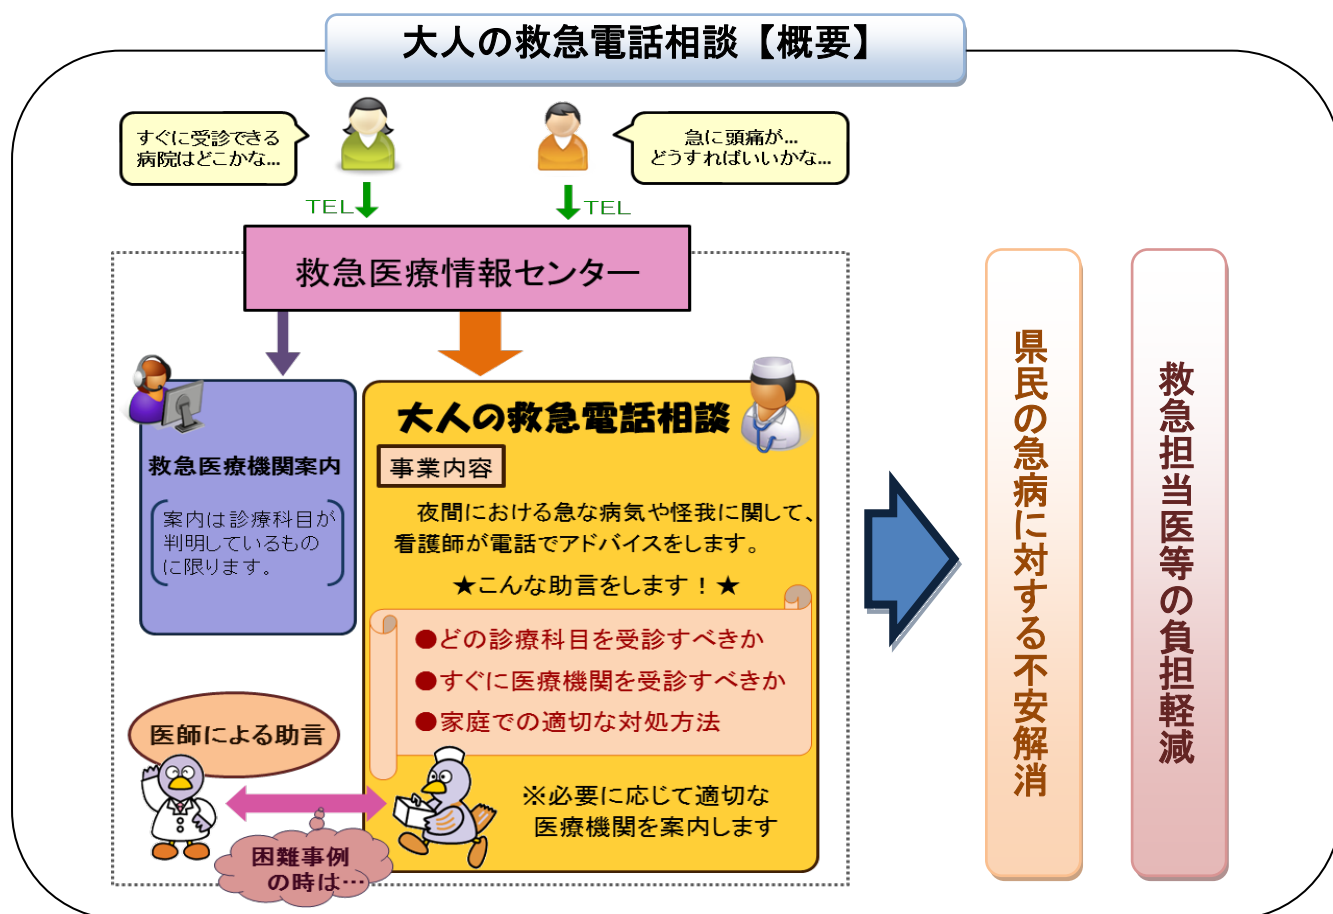 大人の救急電話相談【概要】
すぐに受診できる
病院はどこかな…
急に頭痛が…
どうすればいいかな…
TEL
TEL
救急医療情報センター
救急医療機関案内
案内は診療科目が
判明しているもの
に限ります。
大人の救急電話相談
事業内容
夜間における急な病気や怪我に関して、
看護師が電話でアドバイスをします。
★こんな助言をします！★
●どの診療科目を受診すべきか
●すぐに医療機関を受診すべきか
●家庭での適切な対処方法
※必要に応じて適切な
医療機関を案内します
医師による助言
困難事例
の時は…
県民の急病に対する不安解消
救急担当医等の負担軽減